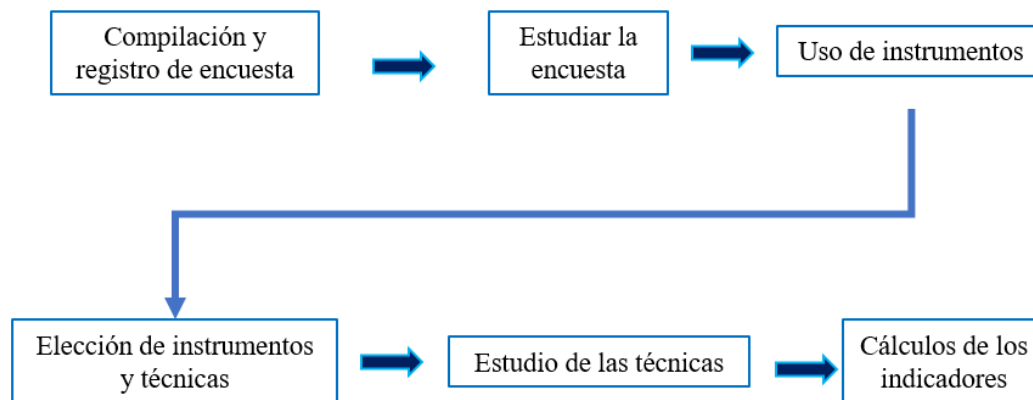 Compilación y
registro de encuesta
Estudiar la
encuesta
Uso de instrumentos
Elección de instrumentos
y técnicas
Estudio de las técnicas
Cálculos de los
indicadores